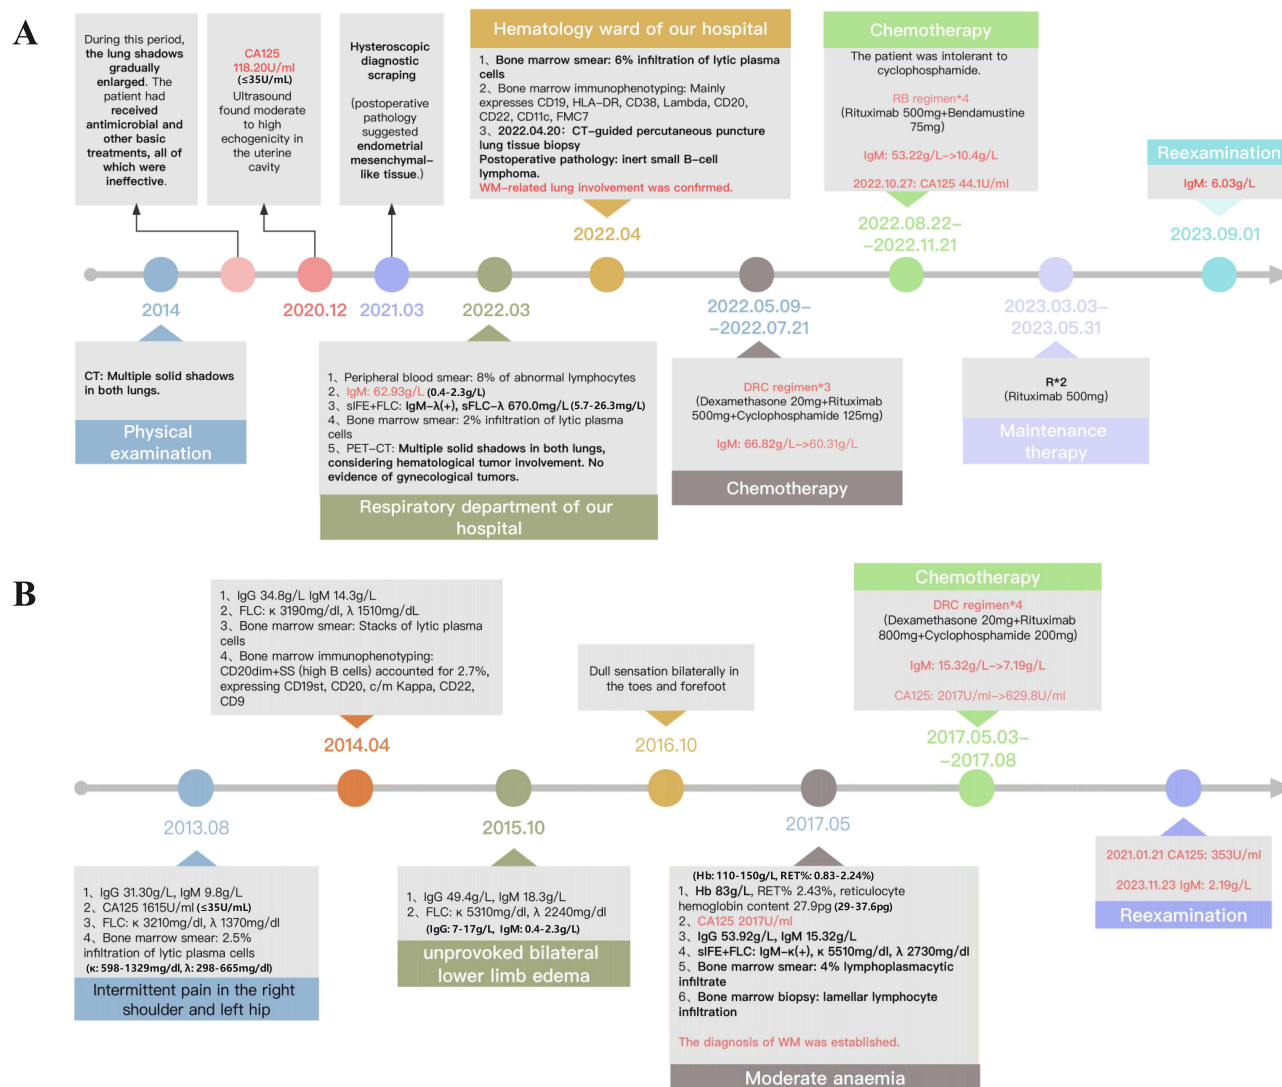 A
During this period,
the lung shadows
gradually
enlarged. The
patient had
received
antimicrobial and
other basic
treatments, all of
which were
ineffective.
CA125
118.20U/ml
(≤35U/mL)
Ultrasound
found moderate
to high
echogenicity in
the uterine
cavity
Hysteroscopic
diagnostic
scraping
(postoperative
pathology
suggested
endometrial
mesenchymal-
like tissue.)
Hematology ward of our hospital
1、Bone marrow smear: 6% infiltration of lytic plasma
cells
2、Bone marrow immunophenotyping: Mainly
expresses CD19, HLA-DR, CD38, Lambda, CD20,
CD22, CD11c, FMC7
3、2022.04.20: CT-guided percutaneous puncture
lung tissue biopsy
Postoperative pathology: inert small B-cell
lymphoma.
WM-related lung involvement was confirmed.
Chemotherapy
The patient was intolerant to
cyclophosphamide.
RB regimen*4
(Rituximab 500mg+Bendamustine
75mg)
IgM: 53.22g/L->10.4g/L
2022.10.27: CA125 44.1U/ml
Reexamination
IgM: 6.03g/L
2022.04
2022.08.22-
-2022.11.21
2023.09.01
2014
2020.12
2021.03
2022.03
2022.05.09-
-2022.07.21
2023.03.03-
2023.05.31
CT: Multiple solid shadows
in both lungs.
Physical
examination
1、Peripheral blood smear: 8% of abnormal lymphocytes
2、IgM: 62.93g/L (0.4-2.3g/L)
3、sIFE+FLC: IgM-λ(+), sFLC-λ 670.0mg/L (5.7-26.3mg/L)
4、Bone marrow smear: 2% infiltration of lytic plasma
cells
5、PET-CT: Multiple solid shadows in both lungs,
considering hematological tumor involvement. No
evidence of gynecological tumors.
Respiratory department of our
hospital
DRC regimen*3
(Dexamethasone 20mg+Rituximab
500mg+Cyclophosphamide 125mg)
IgM: 66.82g/L->60.31g/L
Chemotherapy
R*2
(Rituximab 500mg)
Maintenance
therapy
B
1、IgG 34.8g/L IgM 14.3g/L
2、FLC: κ 3190mg/dl, λ 1510mg/dL
3、Bone marrow smear: Stacks of lytic plasma
cells
4、Bone marrow immunophenotyping:
CD20dim+SS (high B cells) accounted for 2.7%,
expressing CD19st, CD20, c/m Kappa, CD22,
CD9
Dull sensation bilaterally in
the toes and forefoot
Chemotherapy
DRC regimen*4
(Dexamethasone 20mg+Rituximab
800mg+Cyclophosphamide 200mg)
IgM: 15.32g/L->7.19g/L
CA125: 2017U/ml->629.8U/ml
2014.04
2016.10
2017.05.03-
-2017.08
2013.08
2015.10
2017.05
1、IgG 31.30g/L, IgM 9.8g/L
2、CA125 1615U/ml (≤35U/mL)
3、FLC: κ 3210mg/dl, λ 1370mg/dl
4、Bone marrow smear: 2.5%
infiltration of lytic plasma cells
(κ: 598-1329mg/dl, λ: 298-665mg/dl)
Intermittent pain in the right
shoulder and left hip
1、IgG 49.4g/L, IgM 18.3g/L
2、FLC: κ 5310mg/dl, λ 2240mg/dl
(IgG: 7-17g/L, IgM: 0.4-2.3g/L)
unprovoked bilateral
lower limb edema
(Hb: 110-150g/L, RET%: 0.83-2.24%)
1、Hb 83g/L, RET% 2.43%, reticulocyte
hemoglobin content 27.9pg (29-37.6pg)
2、CA125 2017U/ml
3、IgG 53.92g/L, IgM 15.32g/L
4、sIFE+FLC: IgM-κ(+), κ 5510mg/dl, λ 2730mg/dl
5、Bone marrow smear: 4% lymphoplasmacytic
infiltrate
6、Bone marrow biopsy: lamellar lymphocyte
infiltration
The diagnosis of WM was established.
Moderate anaemia
2021.01.21 CA125: 353U/ml
2023.11.23 IgM: 2.19g/L
Reexamination